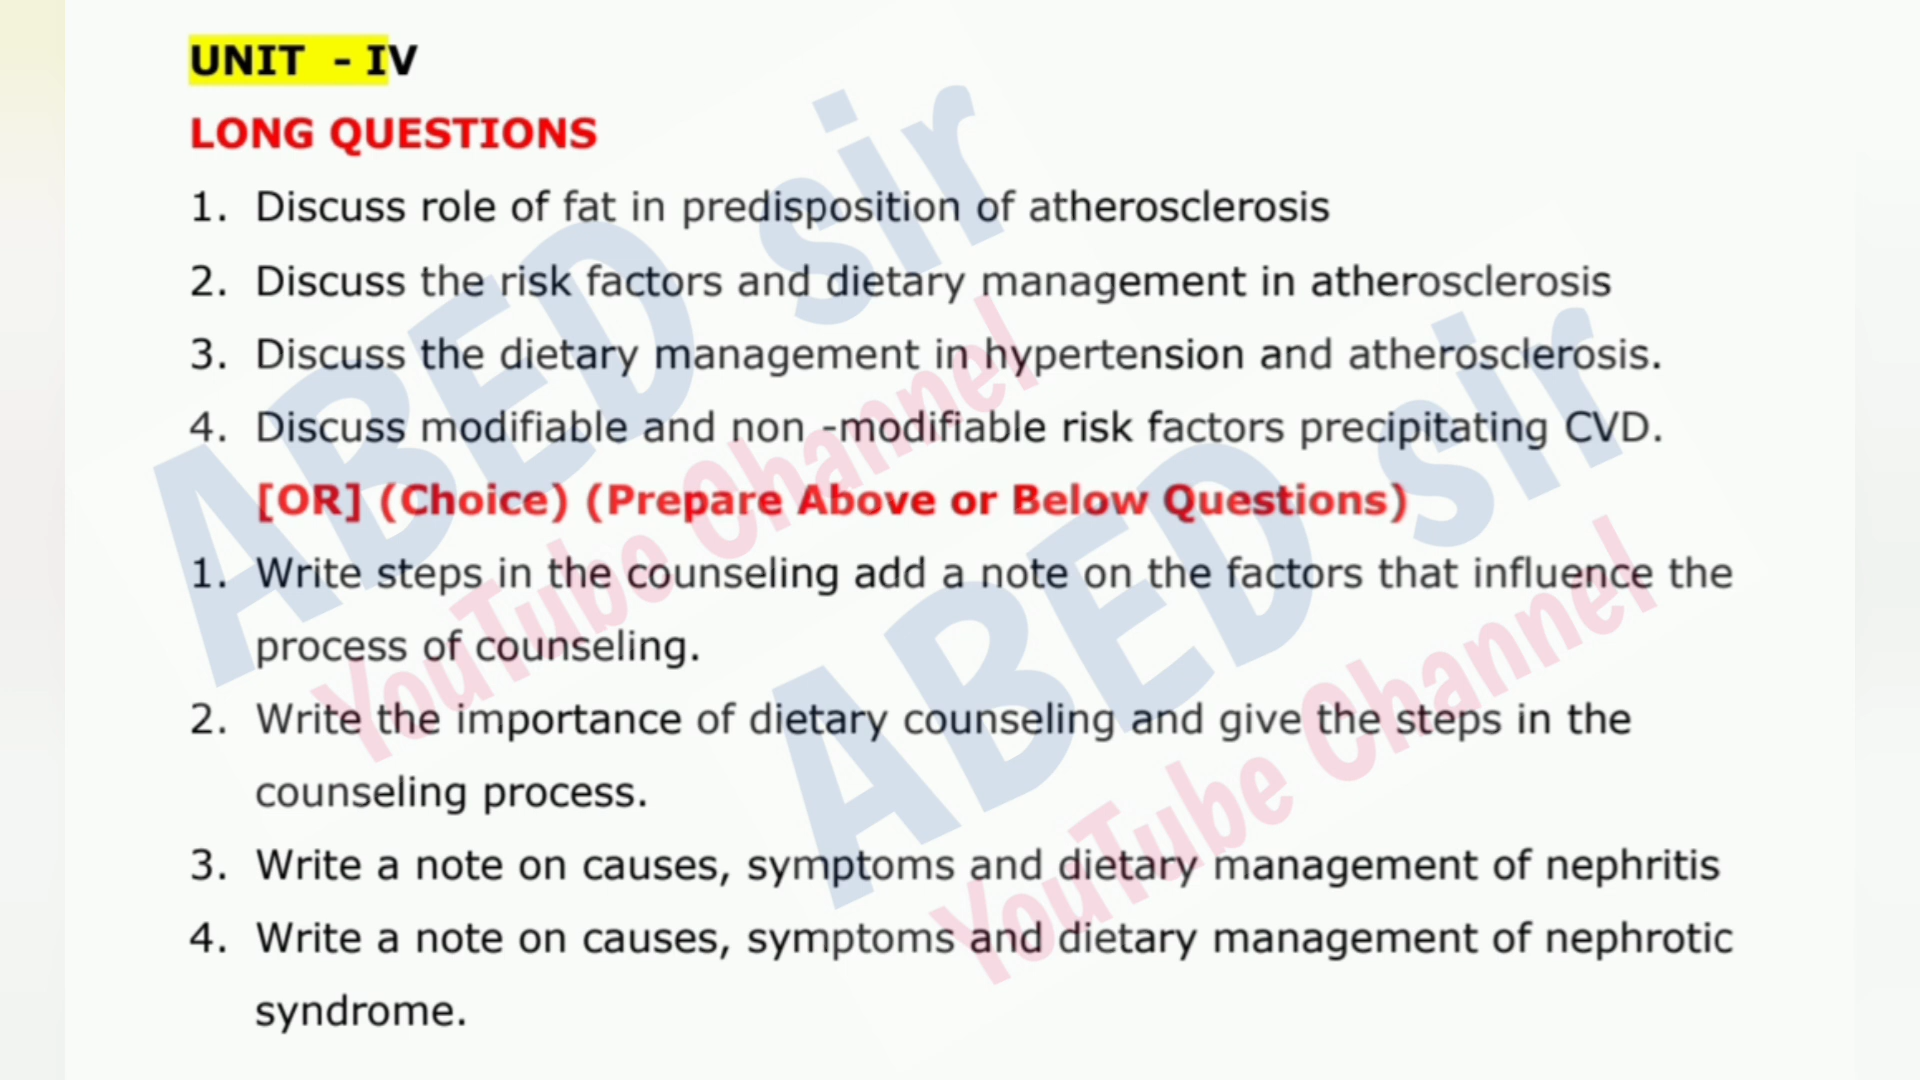 UNIT - IV
LONG QUESTIONS
1. Discuss role of fat in predisposition of atherosclerosis
2. Discuss the risk factors and dietary management in atherosclerosis
3. Discuss the dietary management in hypertension and atherosclerosis.
4. Discuss modifiable and non -modifiable risk factors precipitating CVD.
[OR] (Choice) (Prepare Above or Below Questions)
1. Write steps in the counseling add a note on the factors that influence the
process of counseling.
2. Write the importance of dietary counseling and give the steps in the
counseling process.
3. Write a note on causes, symptoms and dietary management of nephritis
4. Write a note on causes, symptoms and dietary management of nephrotic
syndrome.
ABED sir
YouTube Channel
ABED sir
YouTube Channel